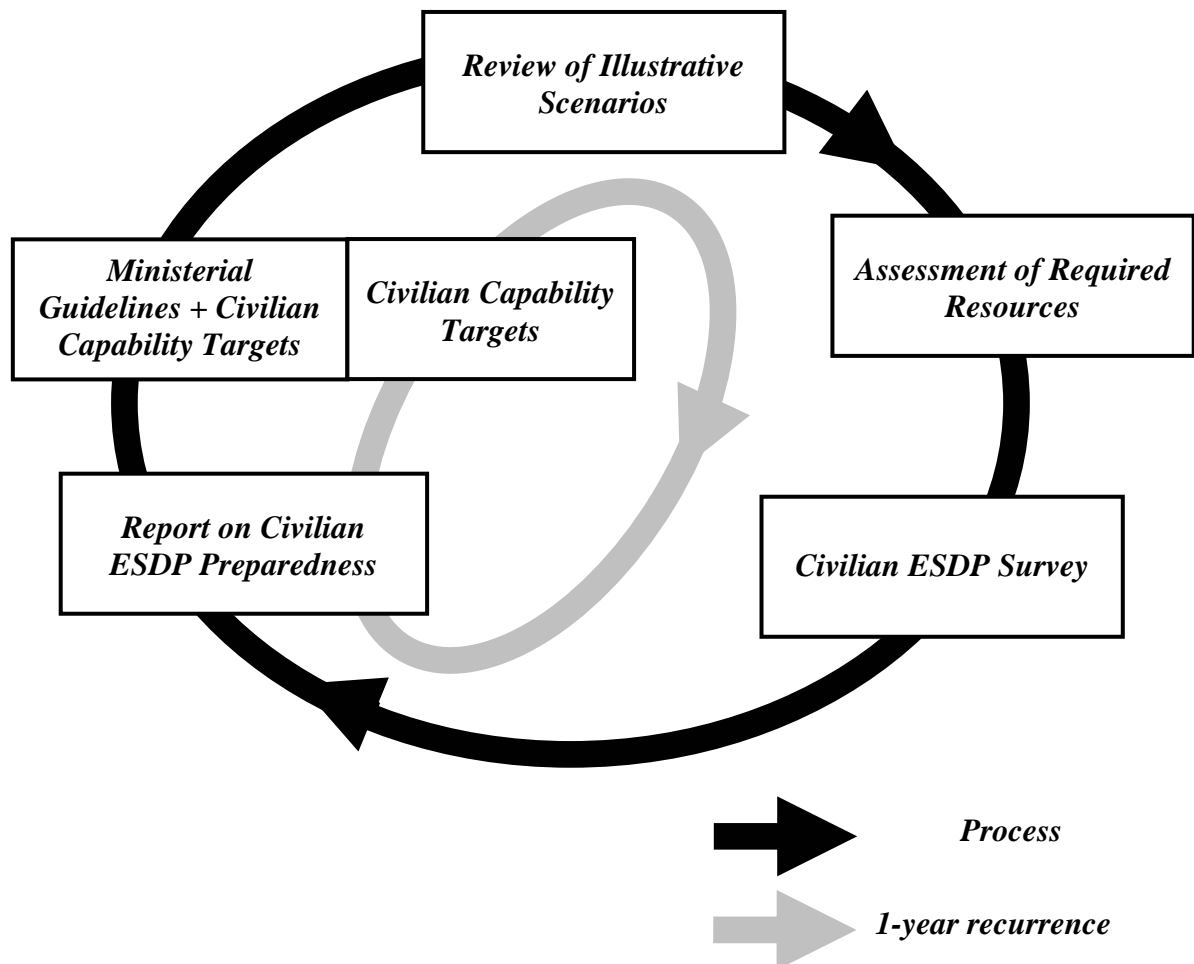 Review of Illustrative
Scenarios
Ministerial
Guidelines + Civilian
Capability Targets
Civilian Capability
Targets
Assessment of Required
Resources
Report on Civilian
ESDP Preparedness
Civilian ESDP Survey
Process
1-year recurrence